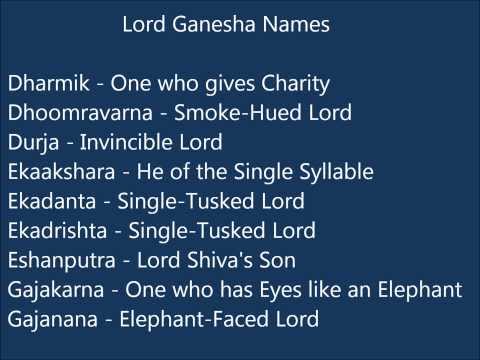 Lord Ganesha Names
Dharmik - One who gives Charity
Dhoomravarna - Smoke-Hued Lord
Durja - Invincible Lord
Ekaakshara - He of the Single Syllable
Ekadanta - Single-Tusked Lord
Ekadrishta - Single-Tusked Lord
Eshanputra - Lord Shiva's Son
Gajakarna - One who has Eyes like an Elephant
Gajanana - Elephant-Faced Lord